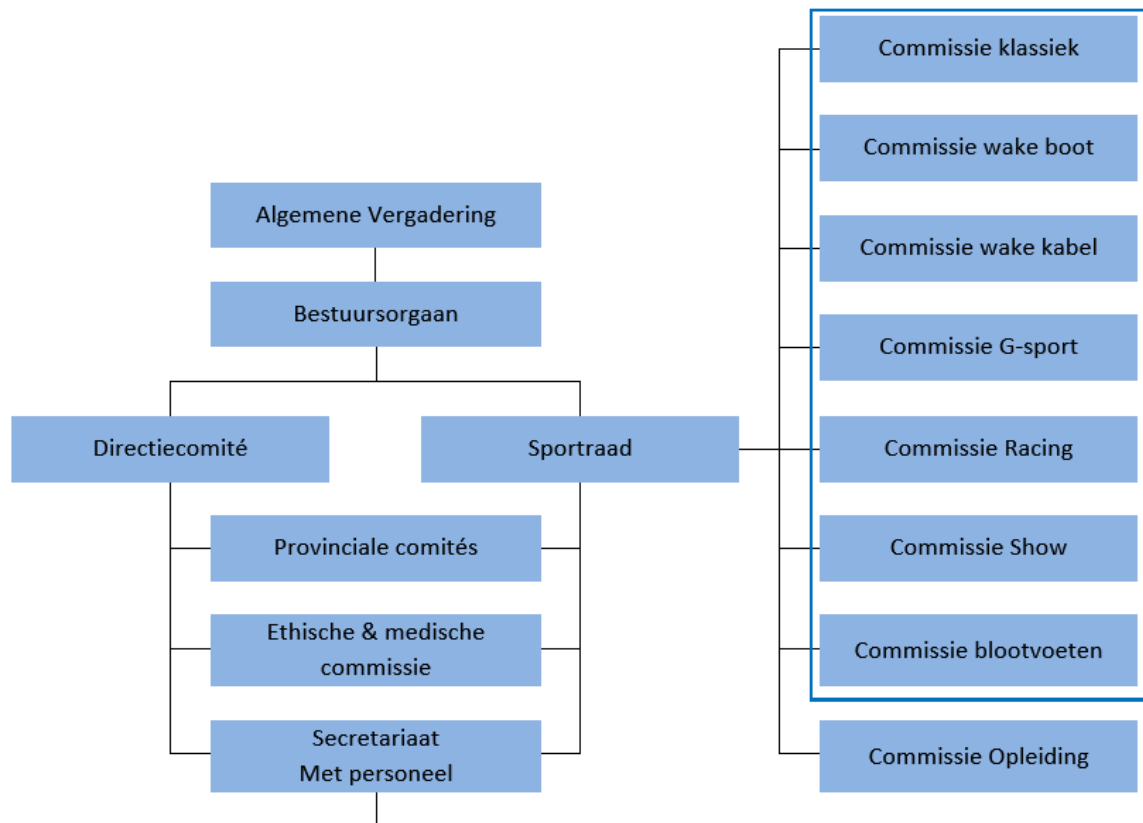 Algemene Vergadering
Bestuursorgaan
Directiecomité
Sportraad
Provinciale comités
Ethische & medische
commissie
Secretariaat
Met personeel
Commissie klassiek
Commissie wake boot
Commissie wake kabel
Commissie G-sport
Commissie Racing
Commissie Show
Commissie blootvoeten
Commissie Opleiding